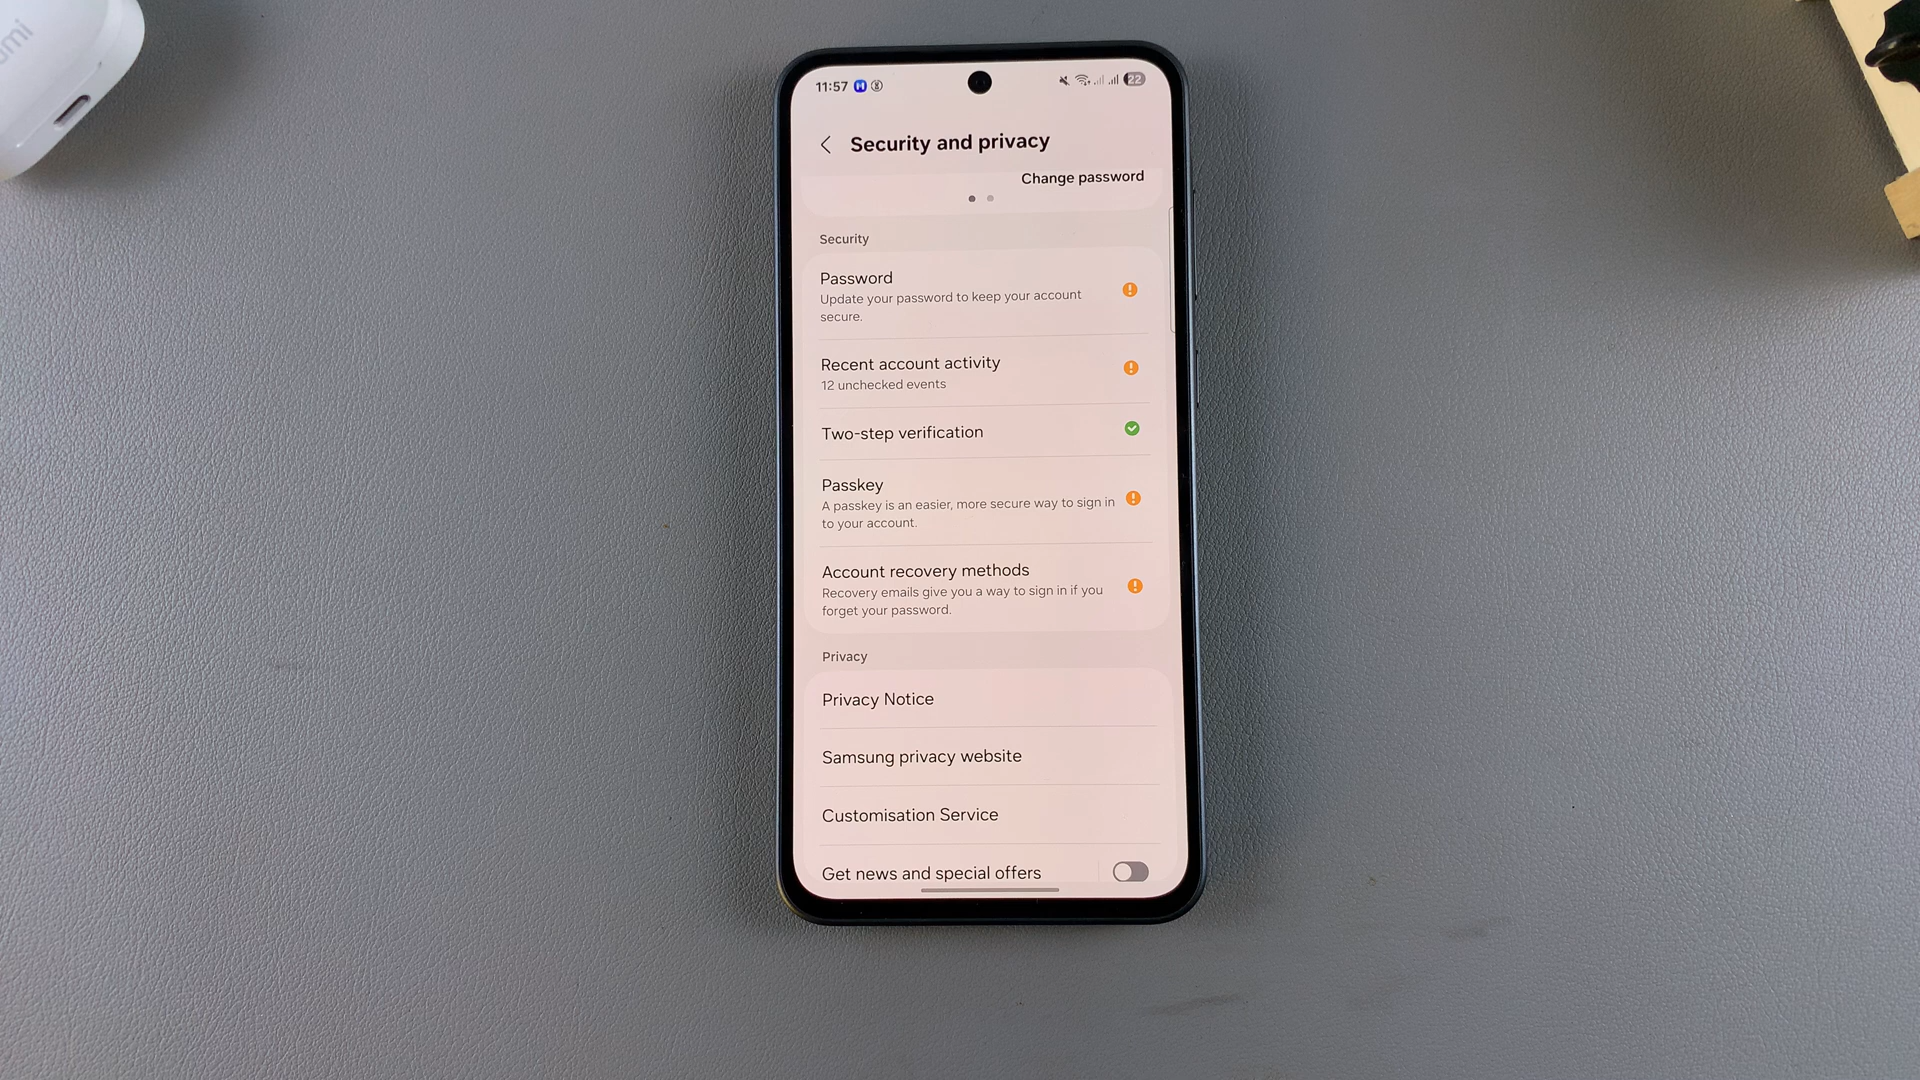 11:57
22
Security and privacy
Change password
Security
Password
Update your password to keep your account
secure.
Recent account activity
12 unchecked events
Two-step verification
Passkey
A passkey is an easier, more secure way to sign in
to your account.
Account recovery methods
Recovery emails give you a way to sign in if you
forget your password.
Privacy
Privacy Notice
Samsung privacy website
Customisation Service
Get news and special offers